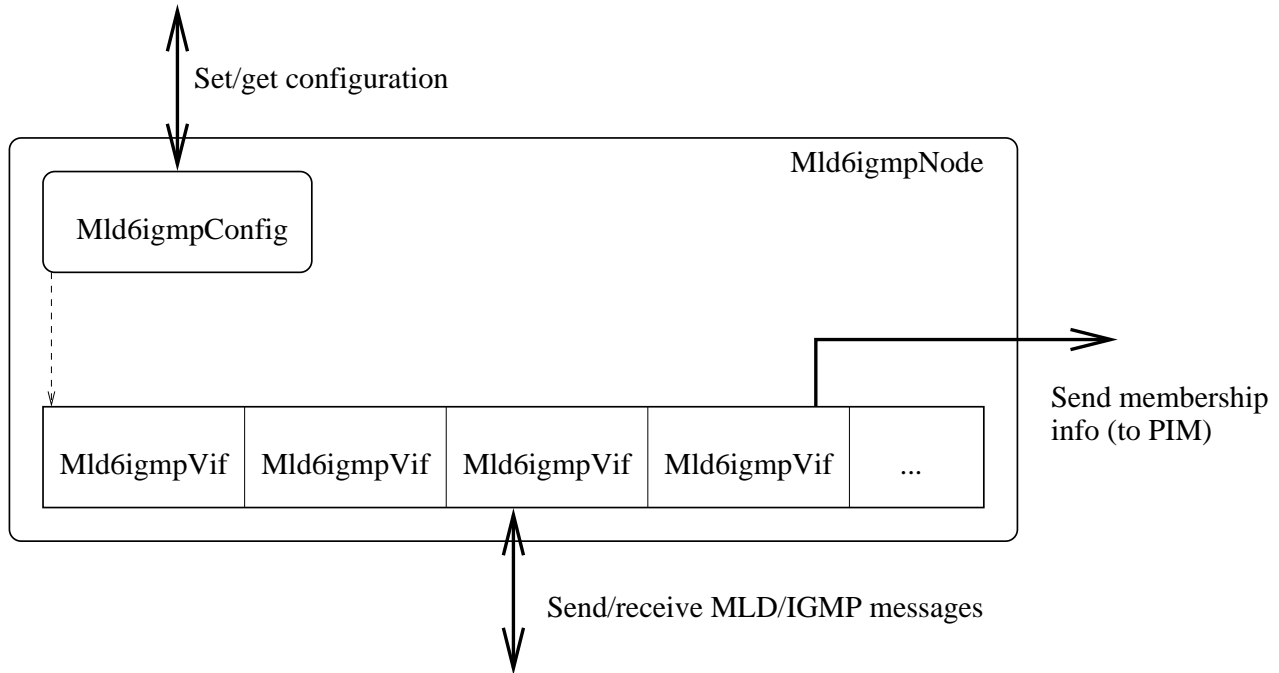 Set/get configuration
Mld6igmpNode
Mld6igmpConfig
Send membership
info (to PIM)
Mld6igmpVif
Mld6igmpVif
Mld6igmpVif
Mld6igmpVif
...
Send/receive MLD/IGMP messages